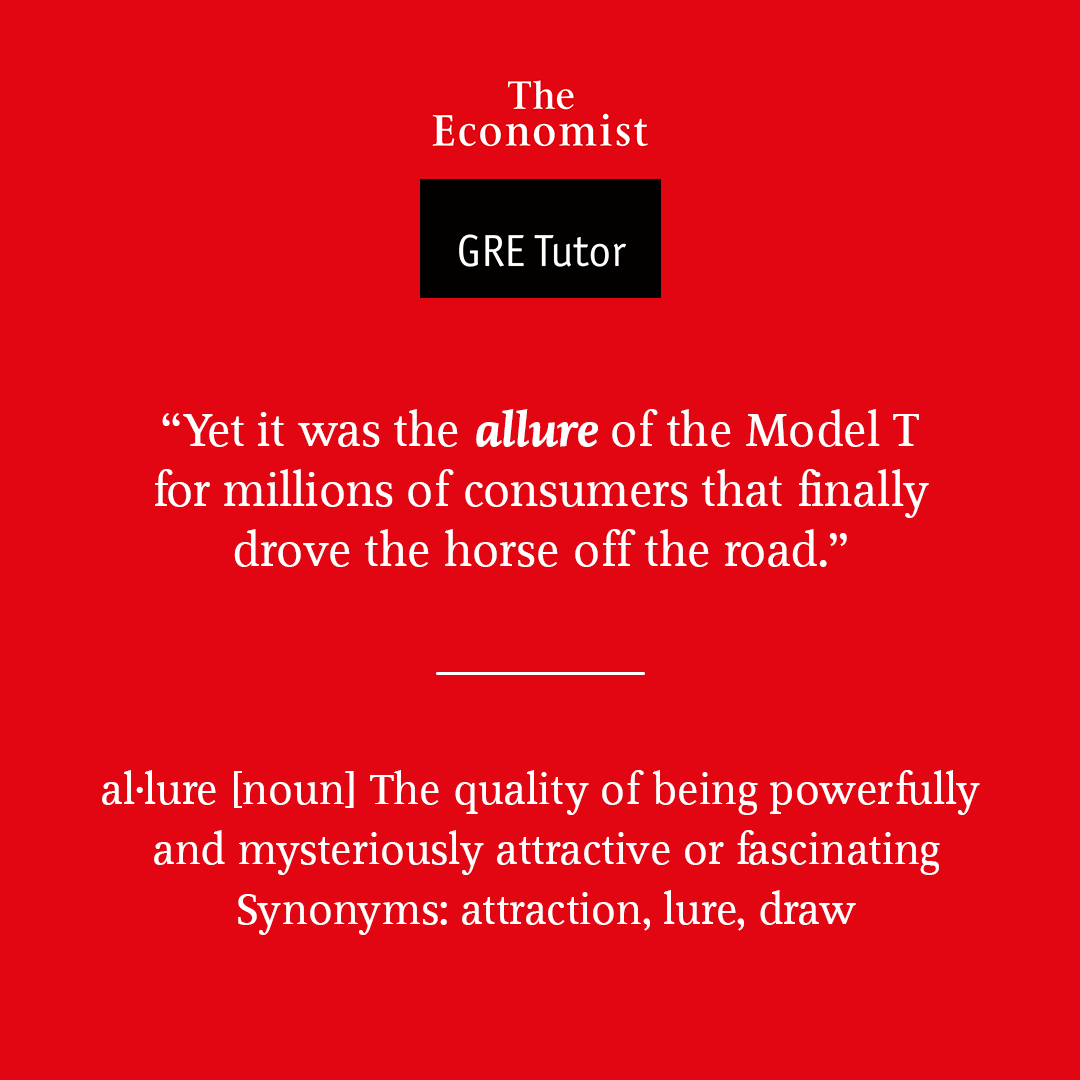 The
Economist
GRE Tutor
“Yet it was the allure of the Model T
for millions of consumers that finally
drove the horse off the road.”
al·lure [noun] The quality of being powerfully
and mysteriously attractive or fascinating
Synonyms: attraction, lure, draw